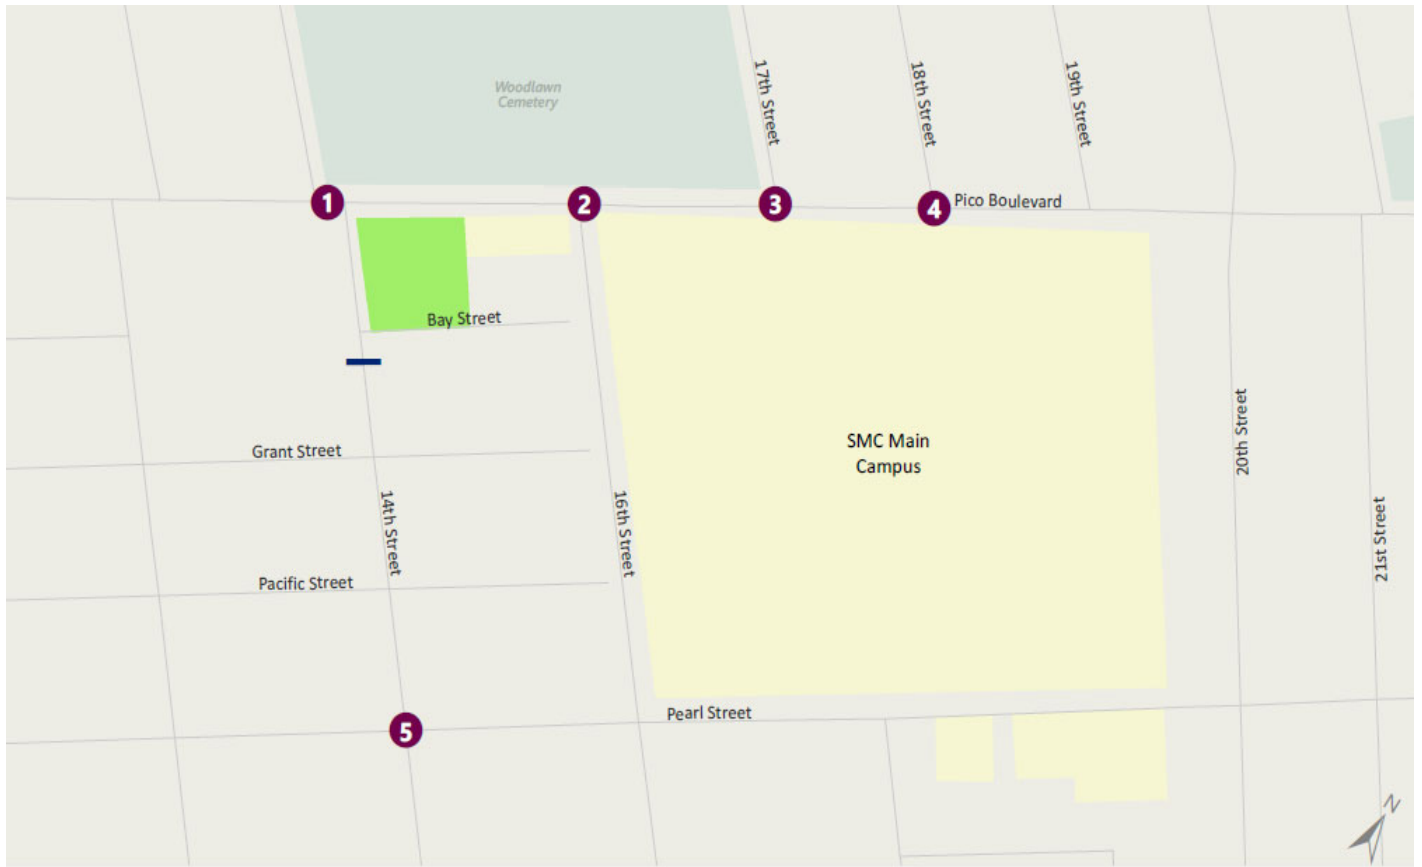 Woodlawn
Cemetery
17th Street
18th Street
19th Street
1
2
3
4
Pico Boulevard
Bay Street
Grant Street
14th Street
16th Street
SMC Main
Campus
20th Street
21st Street
Pacific Street
Pearl Street
5
N